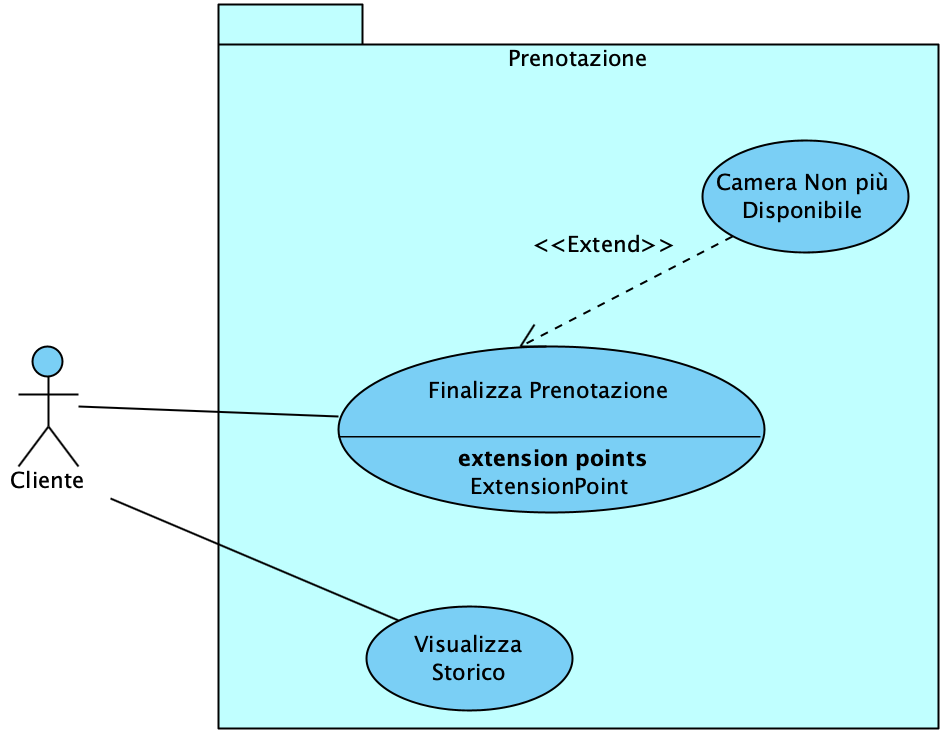 Prenotazione
Camera Non più
Disponibile
<<Extend>>
Finalizza Prenotazione
extension points
ExtensionPoint
Cliente
Visualizza
Storico